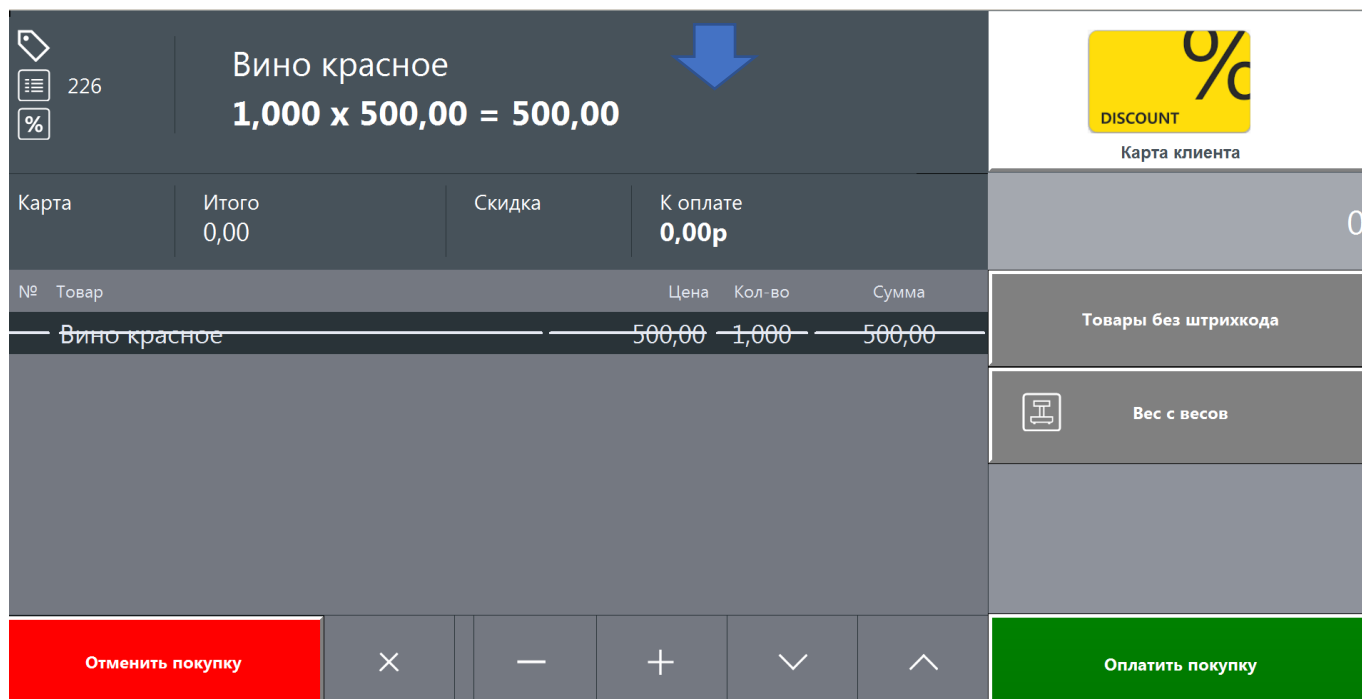 226
Вино красное
1,000 x 500,00 = 500,00
%
%
DISCOUNT
Карта клиента
Карта Итого Скидка К оплате
0,00 0,00р
0
№ Товар Цена Кол-во Сумма
Вино красное 500,00 1,000 500,00
Товары без штрихкода
Вес с весов
Отменить покупку
Оплатить покупку